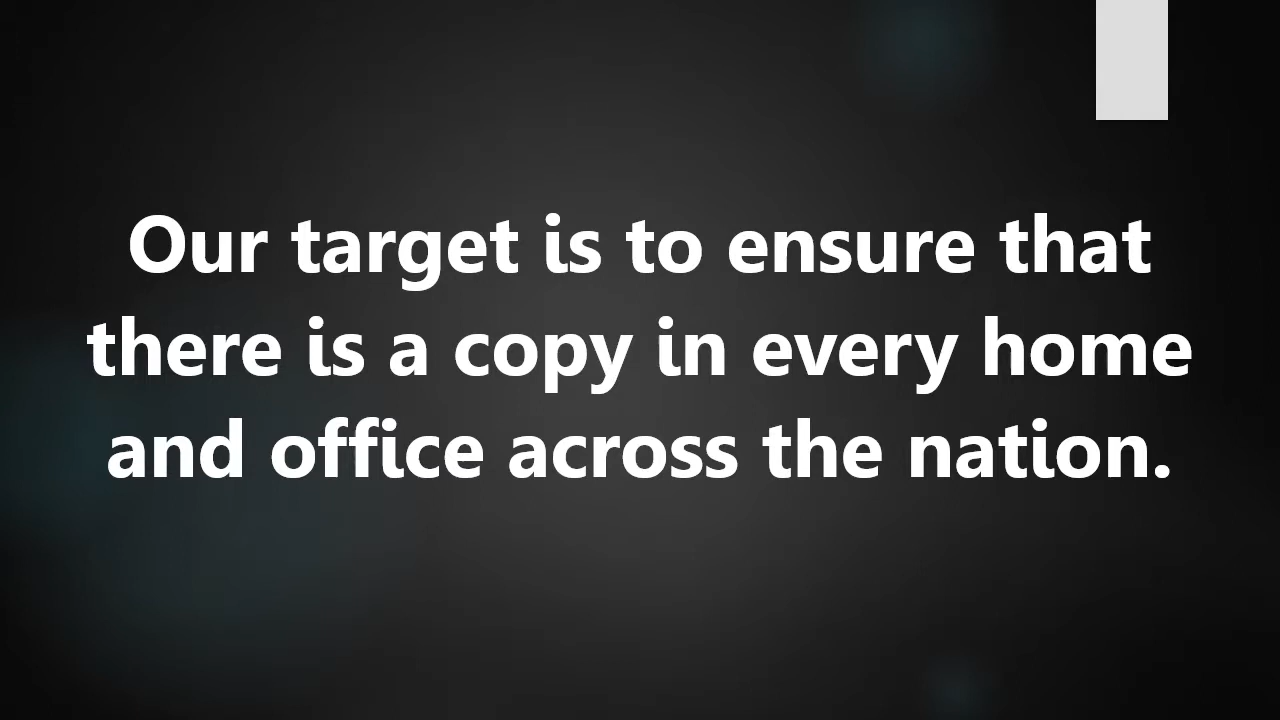 Our target is to ensure that
there is a copy in every home
and office across the nation.